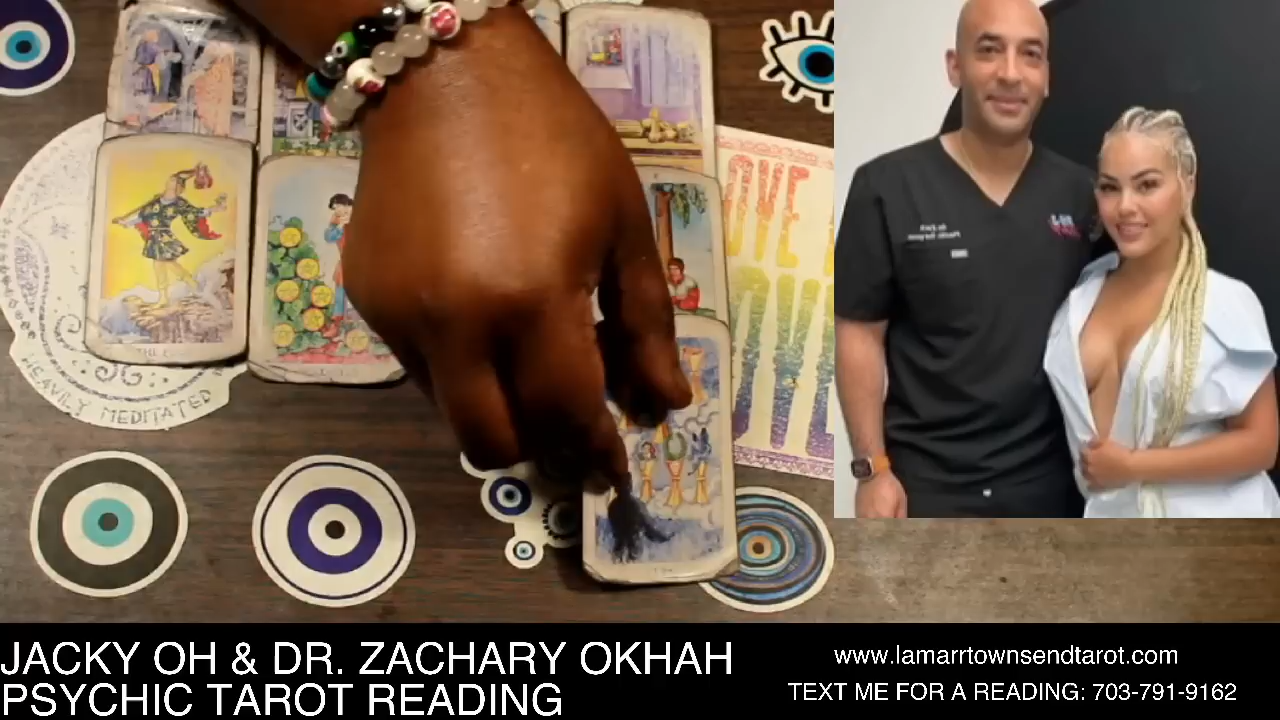 HEAVILY MEDITATED
LOVE
JACKY OH & DR. ZACHARY OKHAH
PSYCHIC TAROT READING
www.lamarrtownsendtarot.com
TEXT ME FOR A READING: 703-791-9162